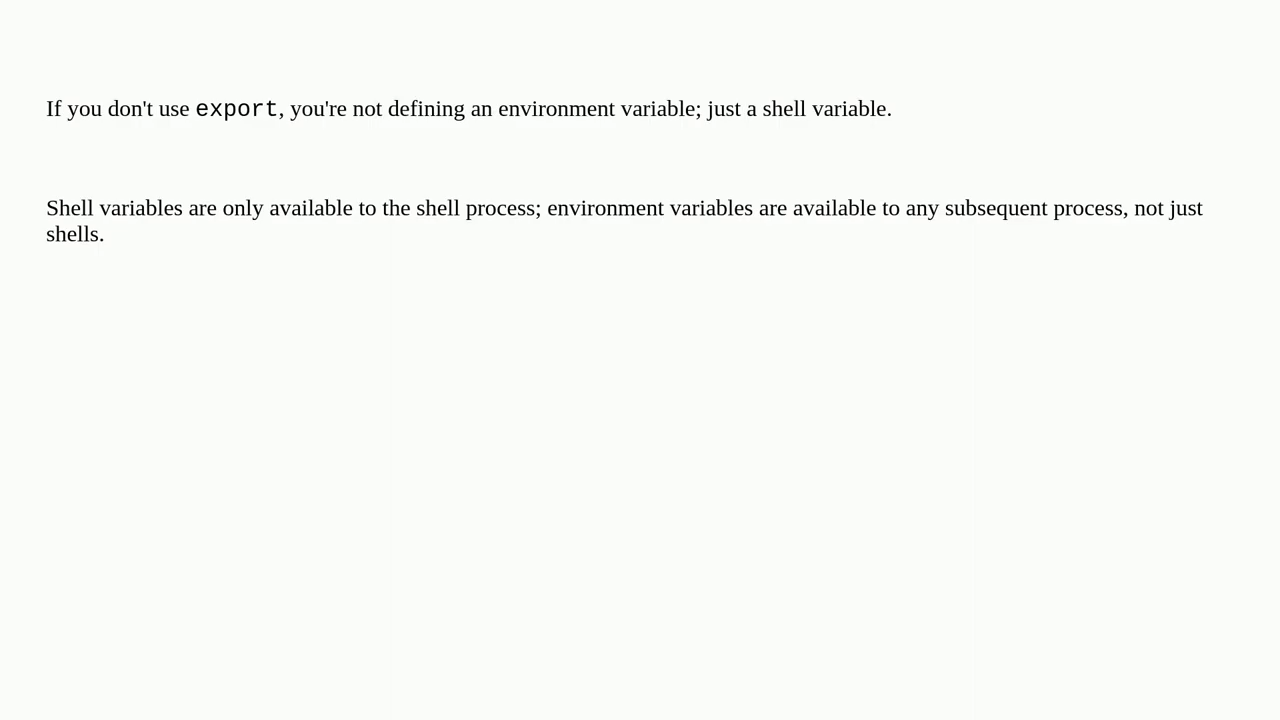 If you don't use export, you're not defining an environment variable; just a shell variable.
Shell variables are only available to the shell process; environment variables are available to any subsequent process, not just
shells.